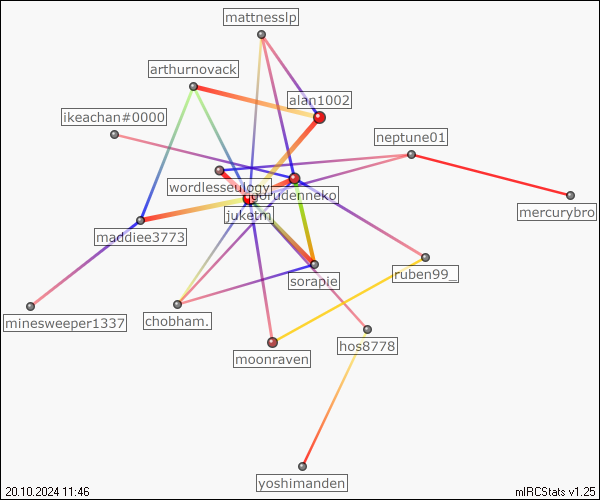 mattnesslp
arthurnovack
alan1002
ikeachan#0000
neptune01
wordlesseulogy
juketm
mercurybro
maddiee3773
ruben99_
sorapie
minesweeper1337
chobham.
hos8778
moonraven
yoshimanden
20.10.2024 11:46
mIRCStats v1.25